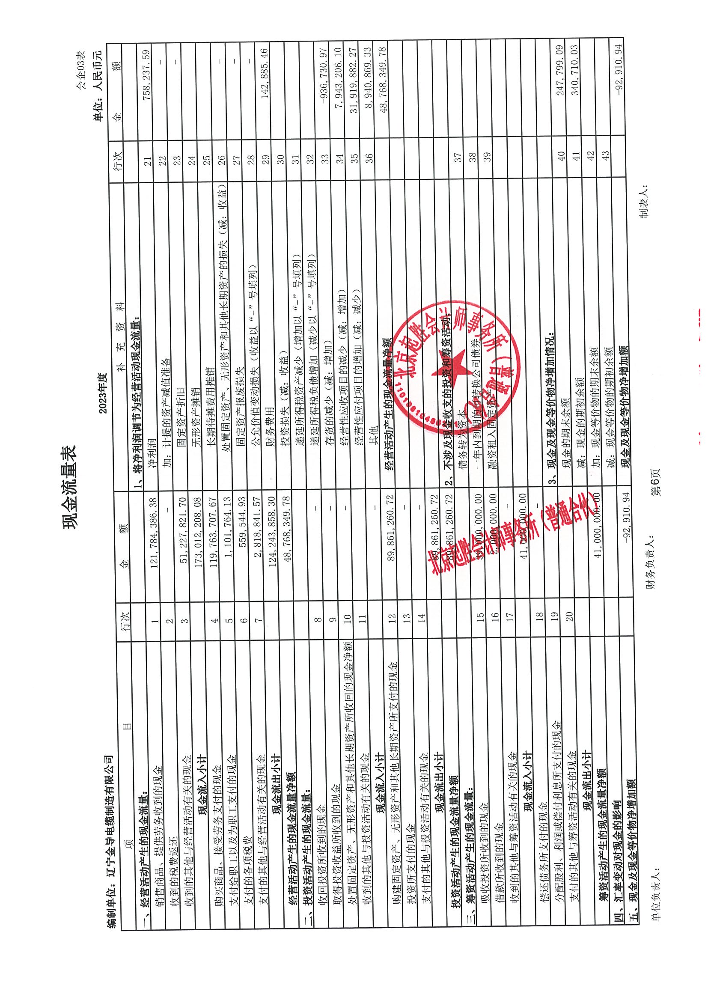 现金流量表
会企03表
2023年度
编制单位：辽宁金导电缆制造有限公司 单位：人民币元
项 目 行次 金 额 补 充 资 料 行次 金 额
一、经营活动产生的现金流量： 1、将净利润调节为经营活动现金流量：
销售商品、提供劳务收到的现金 1 121,784,386.38 净利润 21 758,237.59
收到的税费返还 2 - 加：计提的资产减值准备 22 -
收到的其他与经营活动有关的现金 3 51,227,821.70 固定资产折旧 23 -
现金流入小计 173,012,208.08 无形资产摊销 24
购买商品、接受劳务支付的现金 4 119,763,707.67 长期待摊费用摊销 25
支付给职工以及为职工支付的现金 5 1,101,764.13 处置固定资产、无形资产和其他长期资产的损失（减：收益） 26 -
支付的各项税费 6 559,544.93 固定资产报废损失 27 -
支付的其他与经营活动有关的现金 7 2,818,841.57 公允价值变动损失（收益以“-”号填列） 28 -
现金流出小计 124,243,858.30 财务费用 29 142,885.46
经营活动产生的现金流量净额 48,768,349.78 投资损失（减：收益） 30
二、投资活动产生的现金流量： 递延所得税资产减少（增加以“-”号填列） 31
收回投资所收到的现金 8 - 递延所得税负债增加（减少以“-”号填列） 32
取得投资收益所收到的现金 9 - 存货的减少（减：增加） 33 -936,730.97
处置固定资产、无形资产和其他长期资产所收回的现金净额 10 - 经营性应收项目的减少（减：增加） 34 7,943,206.10
收到的其他与投资活动有关的现金 11 经营性应付项目的增加（减：减少） 35 31,919,882.27
现金流入小计 - 其他 36 8,940,869.33
购建固定资产、无形资产和其他长期资产所支付的现金 12 89,861,260.72 经营活动产生的现金流量净额 48,768,349.78
投资所支付的现金 13 -
支付的其他与投资活动有关的现金 14 -
现金流出小计 89,861,260.72
投资活动产生的现金流量净额 -89,861,260.72 2、不涉及现金收支的投资和筹资活动：
三、筹资活动产生的现金流量： 债务转为资本 37
吸收投资所收到的现金 15 39,000,000.00 一年内到期的可转换公司债券 38
借款所收到的现金 16 2,000,000.00 融资租入固定资产 39
收到的其他与筹资活动有关的现金 17 -
现金流入小计 41,000,000.00
偿还债务所支付的现金 18 -
分配股利、利润或偿付利息所支付的现金 19 3、现金及现金等价物净增加情况：
支付的其他与筹资活动有关的现金 20 现金的期末余额 40 247,799.09
现金流出小计 减：现金的期初余额 41 340,710.03
筹资活动产生的现金流量净额 41,000,000.00 加：现金等价物的期末余额 42
四、汇率变动对现金的影响 减：现金等价物的期初余额 43
五、现金及现金等价物净增加额 -92,910.94 现金及现金等价物净增加额 -92,910.94
单位负责人： 财务负责人： 制表人：
第6页
北京起胜会计师事务所（普通合伙）
北京起胜会计师事务所（普通合伙）